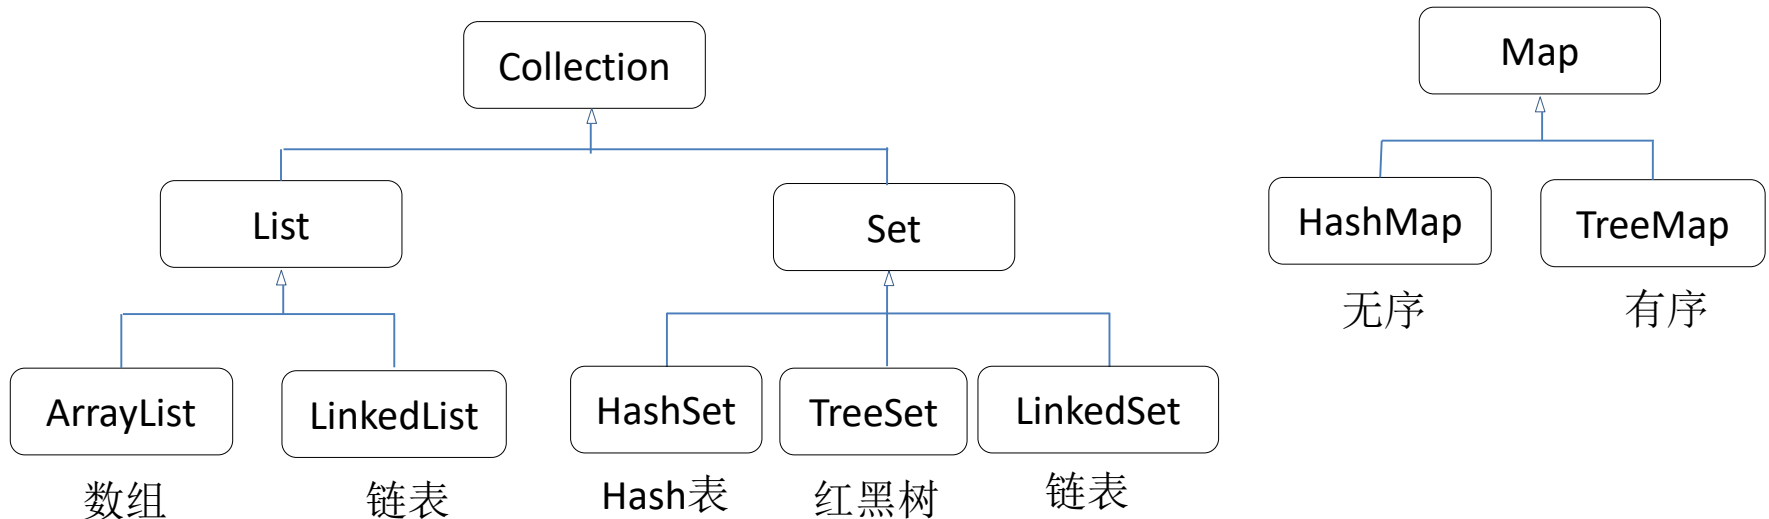 Collection
Map
List
Set
HashMap
TreeMap
无序
有序
ArrayList
LinkedList
HashSet
TreeSet
LinkedSet
数组
链表
Hash表
红黑树
链表